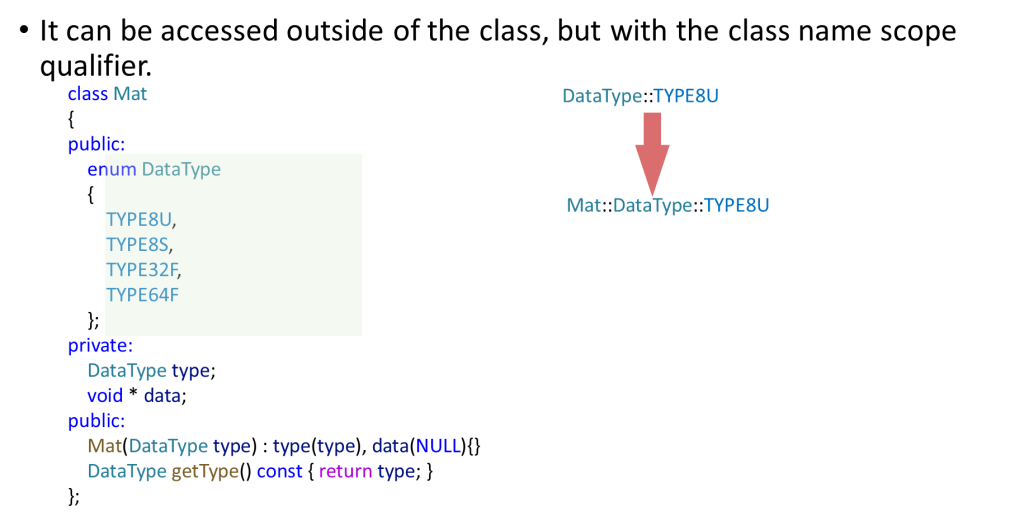 • It can be accessed outside of the class, but with the class name scope
qualifier.
class Mat
{
public:
enum DataType
{
TYPE8U,
TYPE8S,
TYPE32F,
TYPE64F
};
private:
DataType type;
void * data;
public:
Mat(DataType type) : type(type), data(NULL){}
DataType getType() const { return type; }
};
DataType::TYPE8U
Mat::DataType::TYPE8U